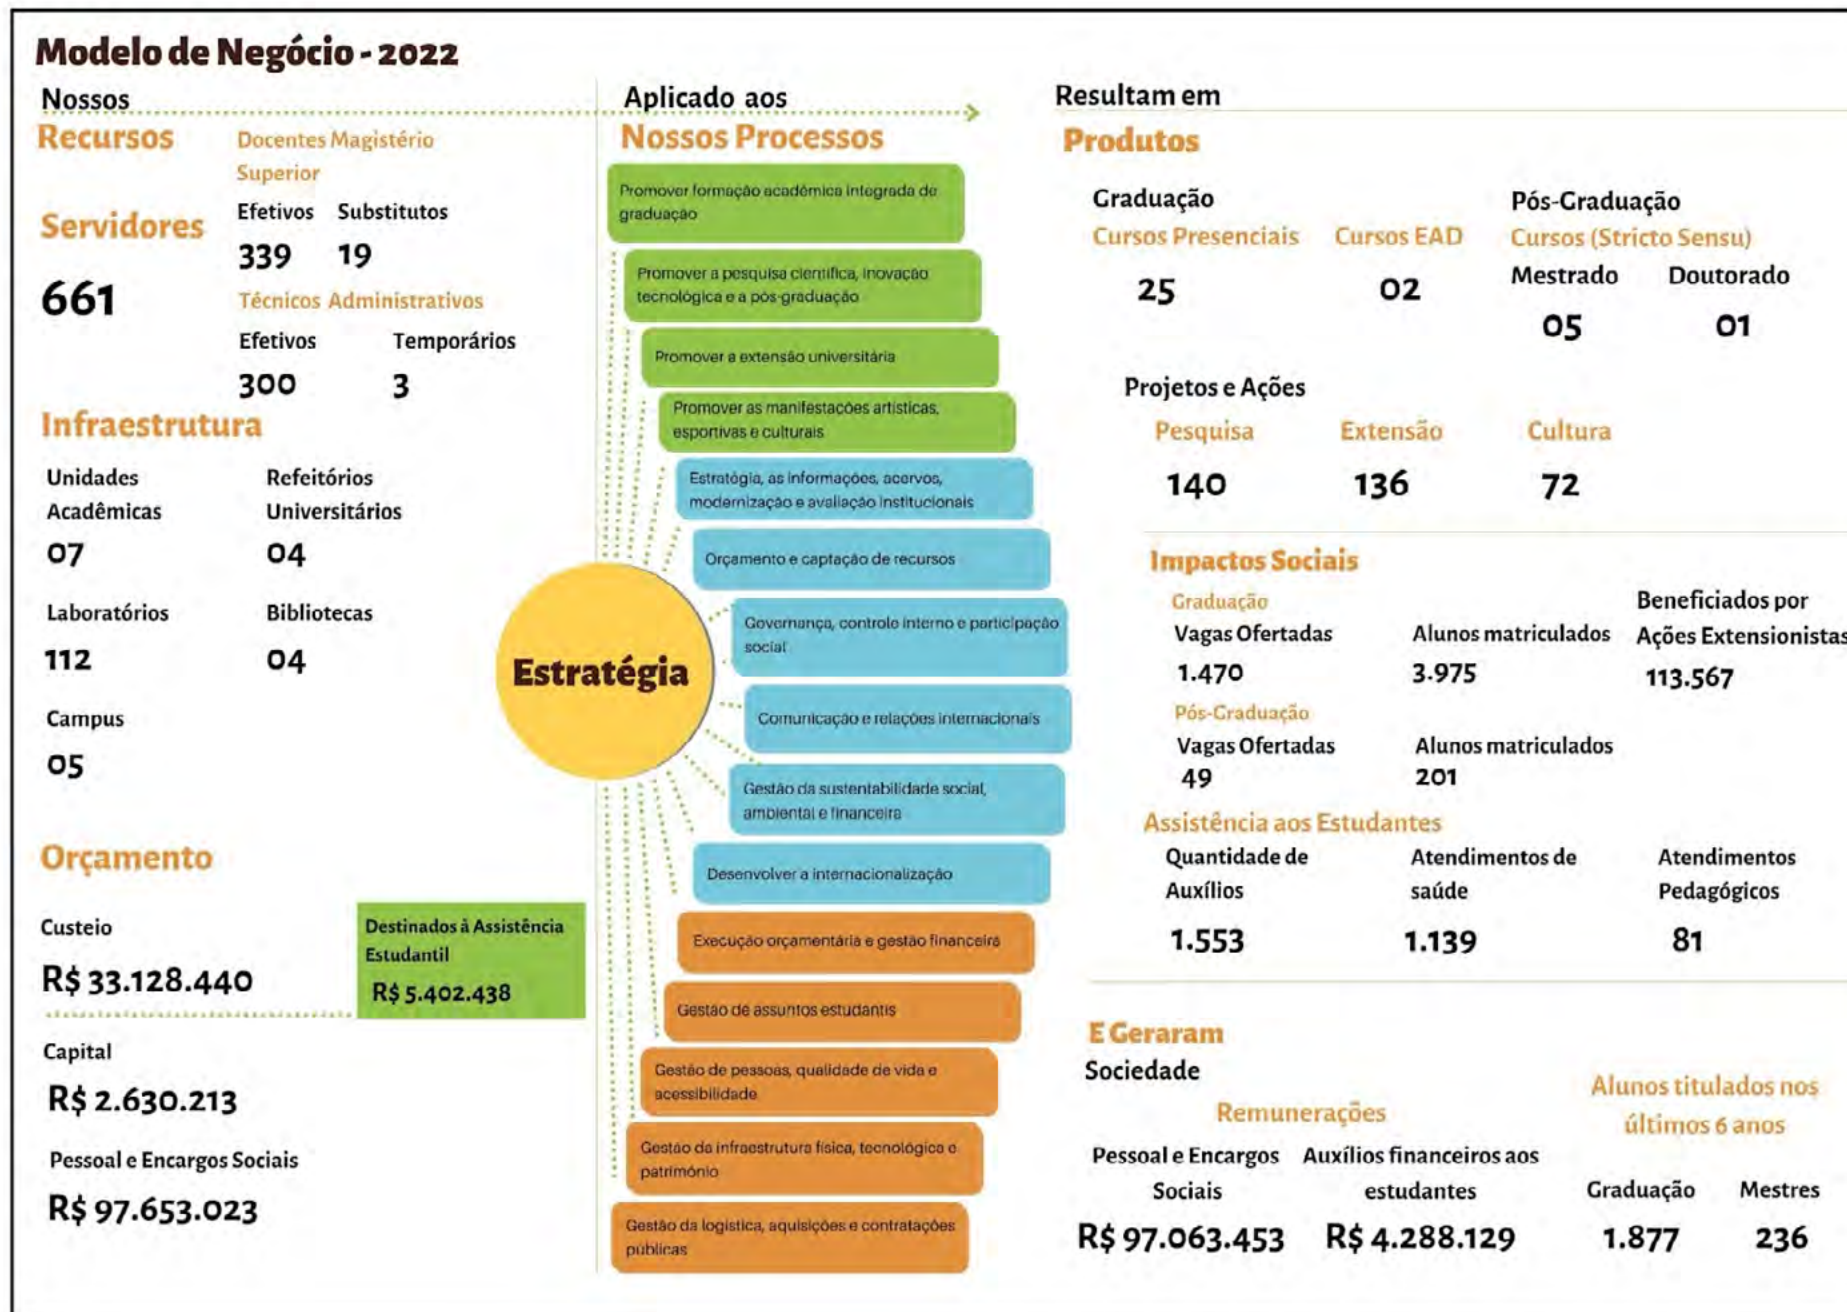 Modelo de Negócio - 2022
Nossos
Recursos
Docentes Magistério
Superior
Efetivos Substitutos
339 19
Servidores
661
Técnicos Administrativos
Efetivos Temporários
300 3
Infraestrutura
Unidades
Acadêmicas
07
Refeitórios
Universitários
04
Laboratórios
112
Bibliotecas
04
Campus
05
Orçamento
Custeio
R$ 33.128.440
Destinados à Assistência
Estudantil
R$ 5.402.438
Capital
R$ 2.630.213
Pessoal e Encargos Sociais
R$ 97.653.023
Estratégia
Aplicado aos
Nossos Processos
Promover formação acadêmica integrada de
graduação
Promover a pesquisa científica, inovação
tecnológica e a pós-graduação
Promover a extensão universitária
Promover as manifestações artísticas,
esportivas e culturais
Estratégia, as informações, acervos,
modernização e avaliação institucionais
Orçamento e captação de recursos
Governança, controle interno e participação
social
Comunicação e relações internacionais
Gestão da sustentabilidade social,
ambiental e financeira
Desenvolver a internacionalização
Execução orçamentária e gestão financeira
Gestão de assuntos estudantis
Gestão de pessoas, qualidade de vida e
acessibilidade
Gestão da infraestrutura física, tecnológica e
patrimônio
Gestão da logística, aquisições e contratações
públicas
Resultam em
Produtos
Graduação
Cursos Presenciais Cursos EAD
25 02
Pós-Graduação
Cursos (Stricto Sensu)
Mestrado Doutorado
05 01
Projetos e Ações
Pesquisa Extensão Cultura
140 136 72
Impactos Sociais
Graduação
Vagas Ofertadas Alunos matriculados
1.470 3.975
Beneficiados por
Ações Extensionistas
113.567
Pós-Graduação
Vagas Ofertadas Alunos matriculados
49 201
Assistência aos Estudantes
Quantidade de
Auxílios
1.553
Atendimentos de
saúde
1.139
Atendimentos
Pedagógicos
81
E Geraram
Sociedade
Remunerações
Pessoal e Encargos
Sociais
R$ 97.063.453
Auxílios financeiros aos
estudantes
R$ 4.288.129
Alunos titulados nos
últimos 6 anos
Graduação Mestres
1.877 236